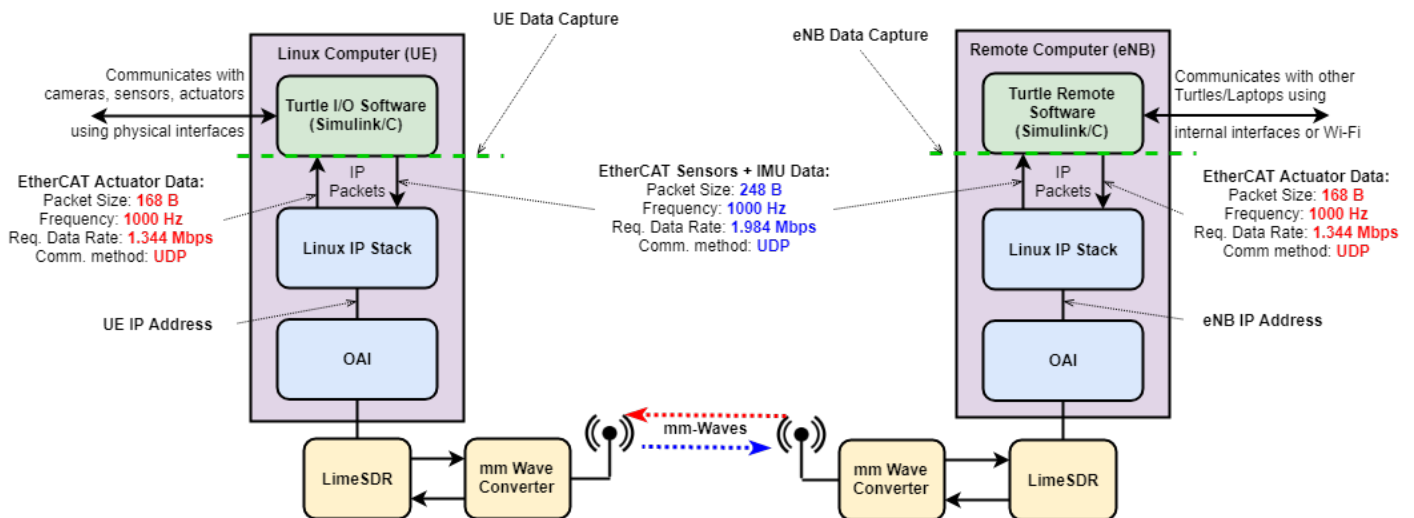 UE Data Capture
eNB Data Capture
Linux Computer (UE)
Turtle I/O Software
(Simulink/C)
Communicates with
cameras, sensors, actuators
using physical interfaces
IP
Packets
EtherCAT Actuator Data:
Packet Size: 168 B
Frequency: 1000 Hz
Req. Data Rate: 1.344 Mbps
Comm. method: UDP
Linux IP Stack
UE IP Address
OAI
LimeSDR
mm Wave
Converter
EtherCAT Sensors + IMU Data:
Packet Size: 248 B
Frequency: 1000 Hz
Req. Data Rate: 1.984 Mbps
Comm. method: UDP
mm-Waves
Remote Computer (eNB)
Turtle Remote
Software
(Simulink/C)
Communicates with other
Turtles/Laptops using
internal interfaces or Wi-Fi
IP
Packets
EtherCAT Actuator Data:
Packet Size: 168 B
Frequency: 1000 Hz
Req. Data Rate: 1.344 Mbps
Comm method: UDP
Linux IP Stack
eNB IP Address
OAI
mm Wave
Converter
LimeSDR